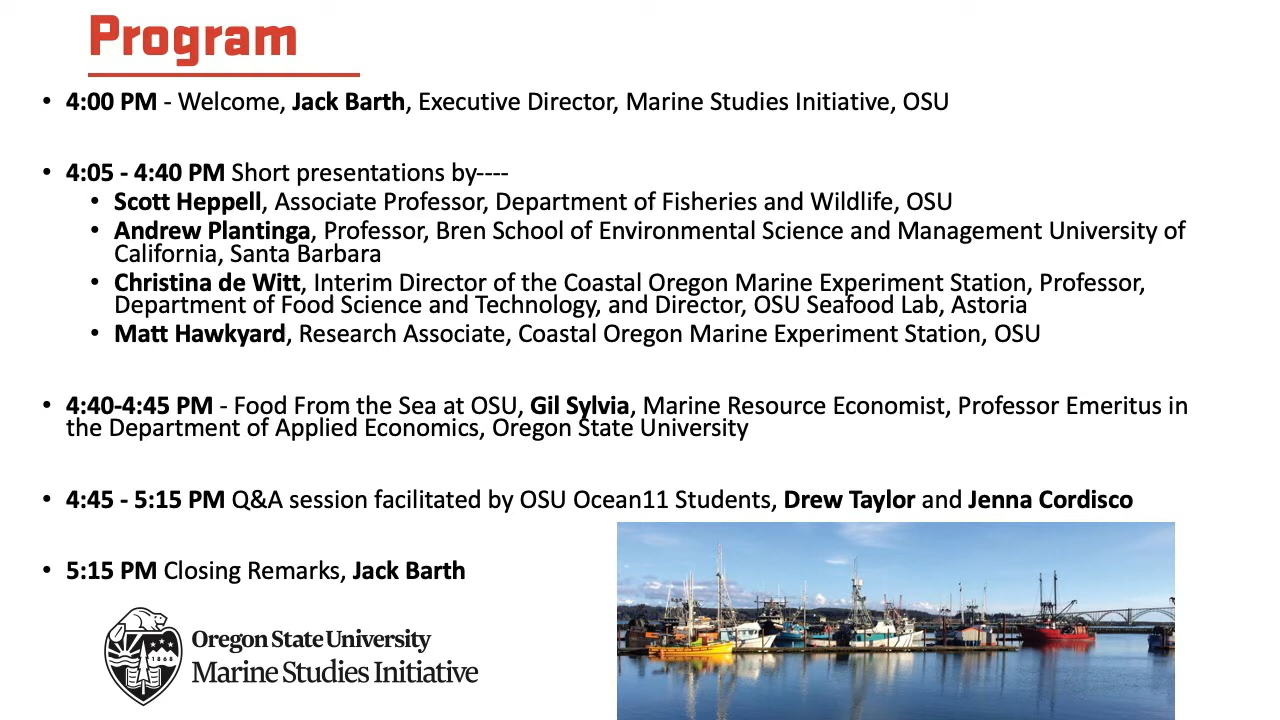 Program
• 4:00 PM - Welcome, Jack Barth, Executive Director, Marine Studies Initiative, OSU
• 4:05 - 4:40 PM Short presentations by----
• Scott Heppell, Associate Professor, Department of Fisheries and Wildlife, OSU
• Andrew Plantinga, Professor, Bren School of Environmental Science and Management University of
California, Santa Barbara
• Christina de Witt, Interim Director of the Coastal Oregon Marine Experiment Station, Professor,
Department of Food Science and Technology, and Director, OSU Seafood Lab, Astoria
• Matt Hawkyard, Research Associate, Coastal Oregon Marine Experiment Station, OSU
• 4:40-4:45 PM - Food From the Sea at OSU, Gil Sylvia, Marine Resource Economist, Professor Emeritus in
the Department of Applied Economics, Oregon State University
• 4:45 - 5:15 PM Q&A session facilitated by OSU Ocean11 Students, Drew Taylor and Jenna Cordisco
• 5:15 PM Closing Remarks, Jack Barth
1868
Oregon State University
Marine Studies Initiative